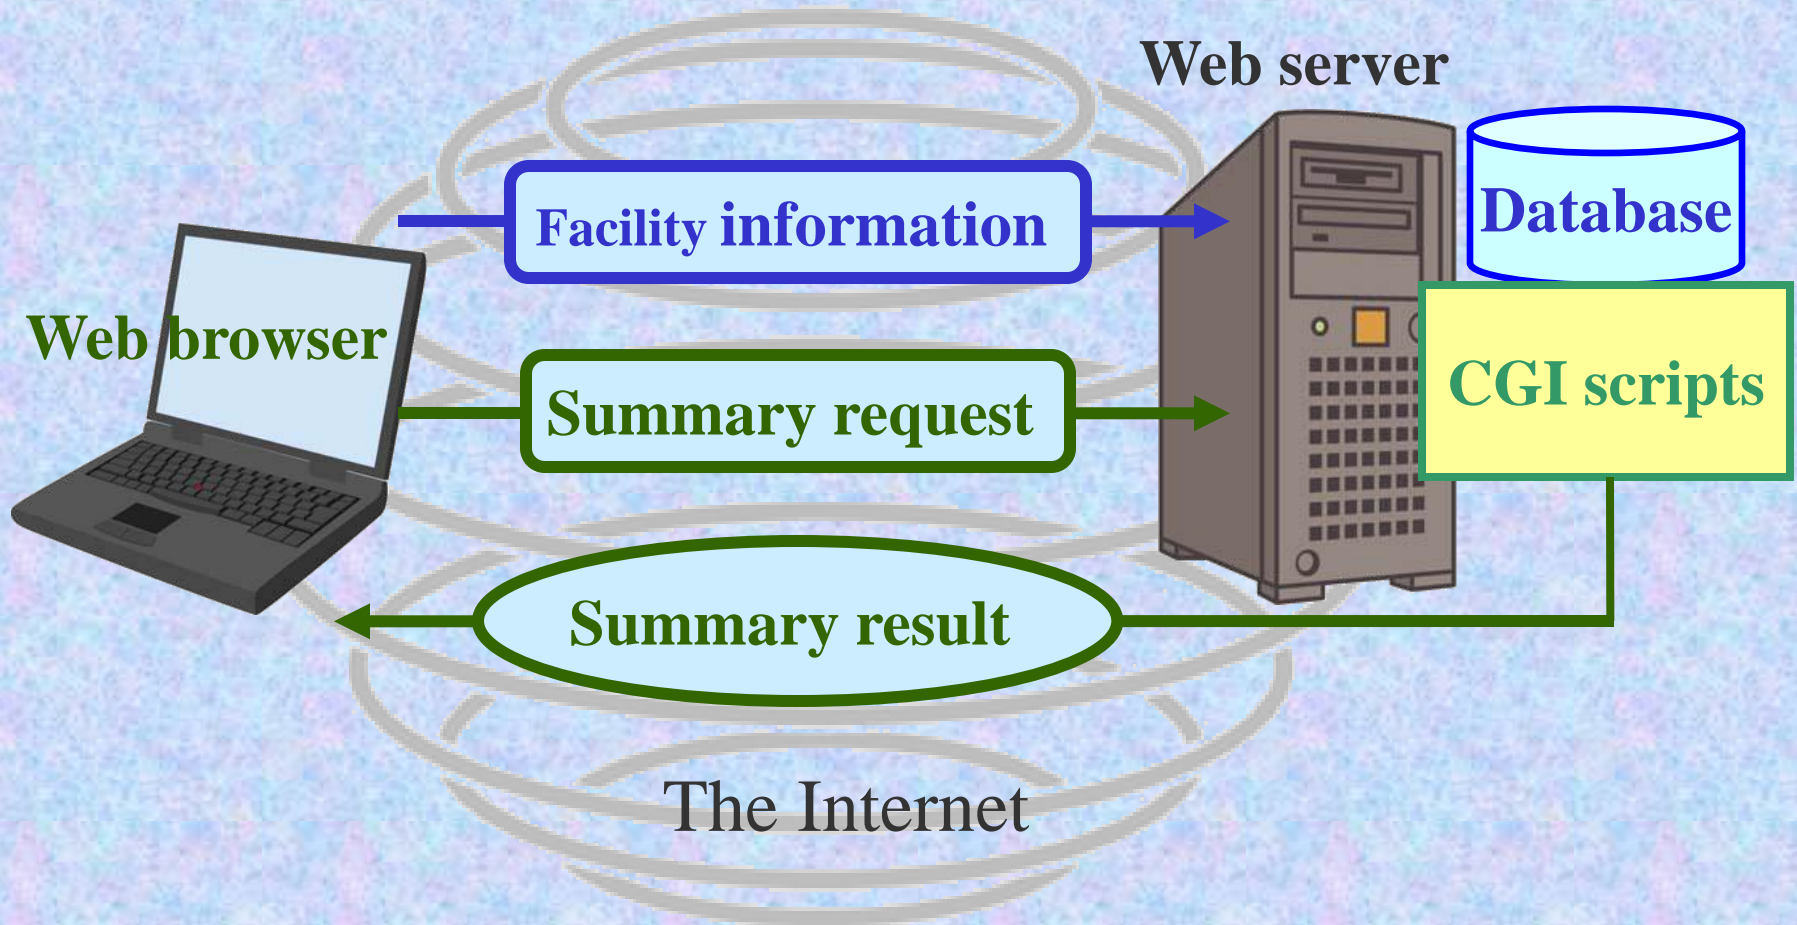 Web server
Facility information
Database
Web browser
CGI scripts
Summary request
Summary result
The Internet